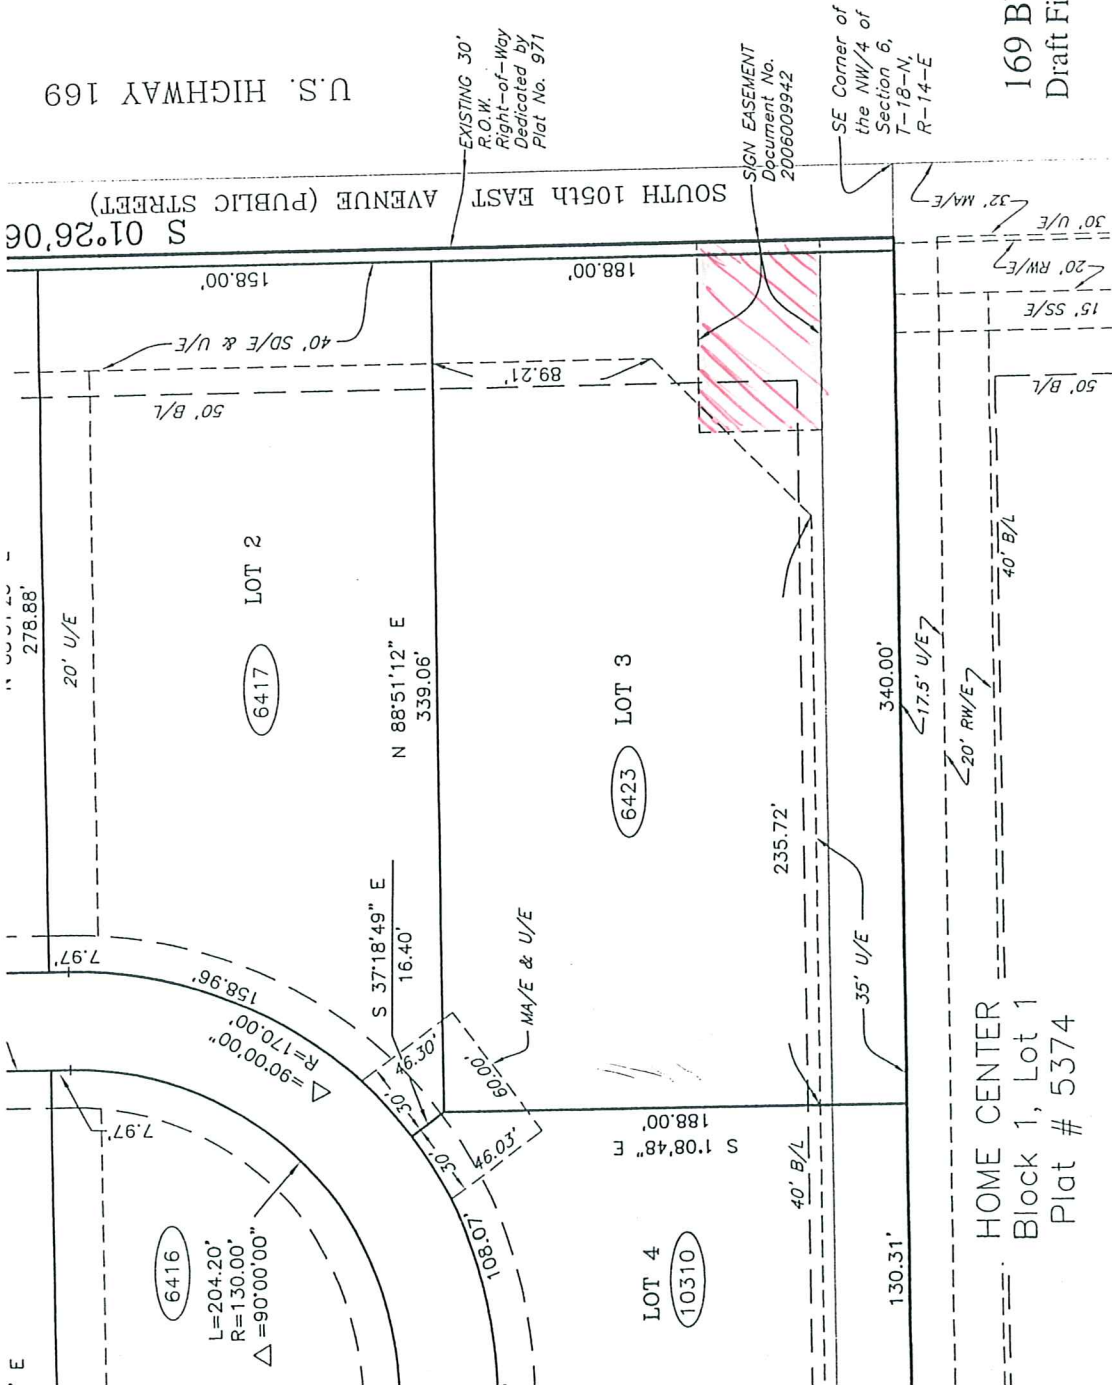 U.S. HIGHWAY 169
EXISTING 30'
R.O.W.
Right-of-Way
Dedicated by
Plat No. 971
SIGN EASEMENT
Document No.
2006009942
SE Corner of
the NW/4 of
Section 6,
T-18-N,
R-14-E
169 B
Draft Fi
SOUTH 105th EAST AVENUE (PUBLIC STREET)
S 01°26'06
158.00'
188.00'
40' SD/E & U/E
50' B/L
89.21'
32' MA/E
30' U/E
20' RW/E
15' SS/E
50' B/L
278.88'
20' U/E
LOT 2
6417
N 88°51'12" E
339.06'
LOT 3
6423
40' B/L
340.00'
17.5' U/E
20' RW/E
235.72'
35' U/E
7.97'
158.96'
△=90°00'00"
R=170.00'
S 37°18'49" E
16.40'
MA/E & U/E
46.30'
60.00'
30'
30'
46.03'
7.97'
S 1°08'48" E
188.00'
40' B/L
108.07'
6416
L=204.20'
R=130.00'
△=90°00'00"
LOT 4
10310
130.31'
HOME CENTER
Block 1, Lot 1
Plat # 5374
E